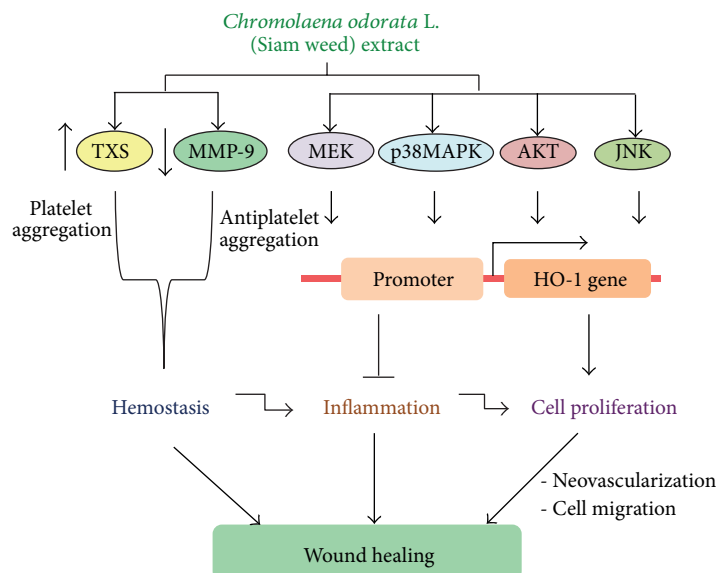 Chromolaena odorata L.
(Siam weed) extract
TXS
MMP-9
MEK
p38MAPK
AKT
JNK
Platelet
aggregation
Antiplatelet
aggregation
Promoter
HO-1 gene
Hemostasis
Inflammation
Cell proliferation
- Neovascularization
- Cell migration
Wound healing